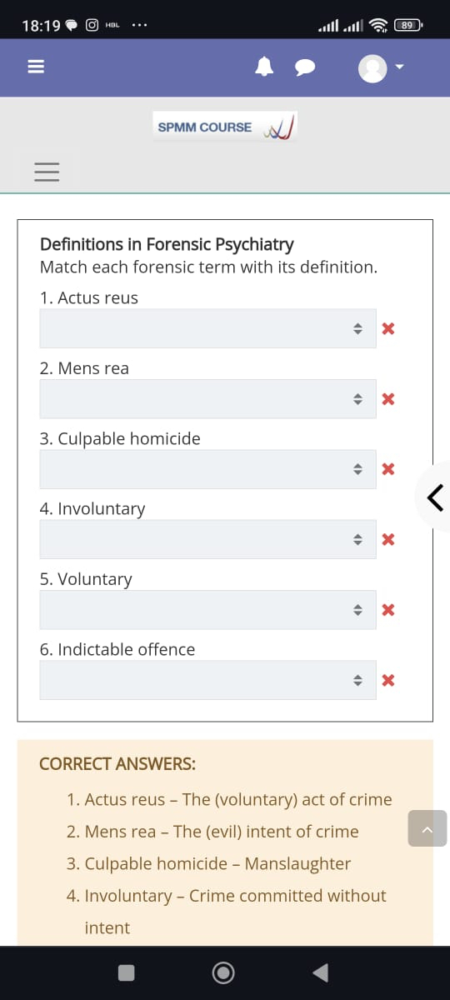 18:19 HBL ... 89
SPMM COURSE
Definitions in Forensic Psychiatry
Match each forensic term with its definition.
1. Actus reus
2. Mens rea
3. Culpable homicide
4. Involuntary
5. Voluntary
6. Indictable offence
CORRECT ANSWERS:
1. Actus reus – The (voluntary) act of crime
2. Mens rea – The (evil) intent of crime
3. Culpable homicide – Manslaughter
4. Involuntary – Crime committed without
intent